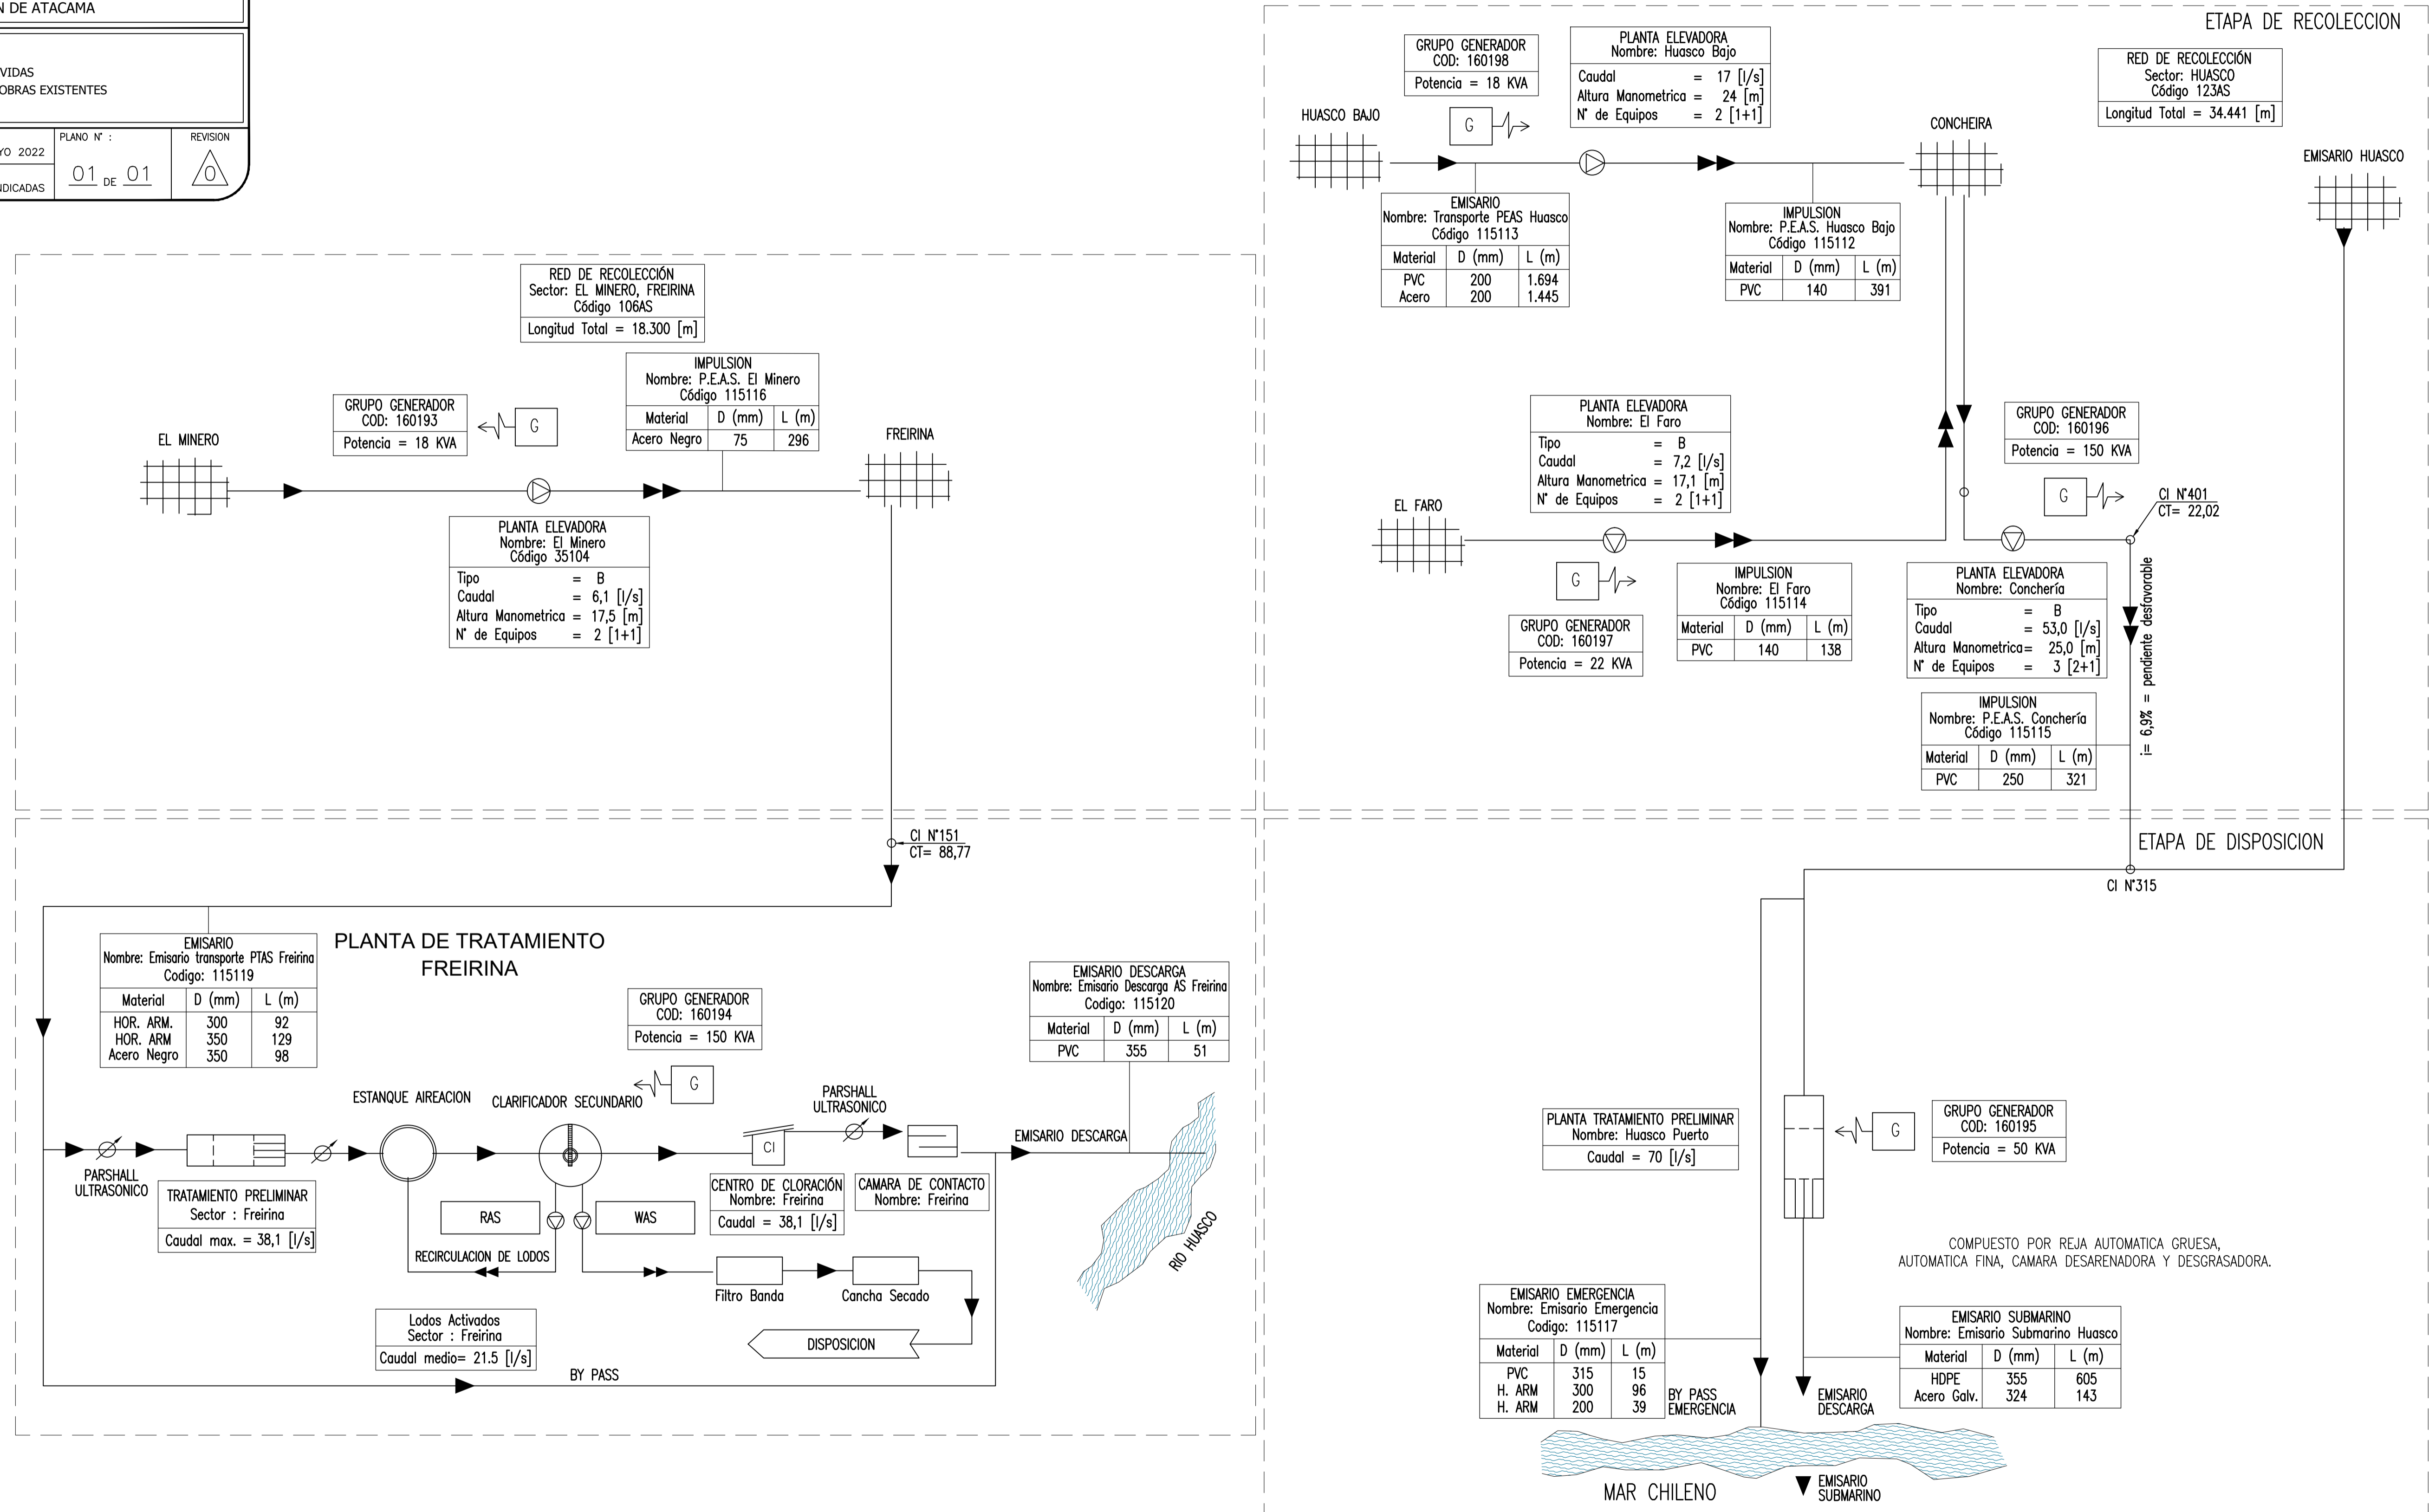 N DE ATACAMA
VIDAS
OBRAS EXISTENTES
YO 2022
NDICADAS
PLANO N° :
01 DE 01
REVISION
0
ETAPA DE RECOLECCION
GRUPO GENERADOR
COD: 160198
Potencia = 18 KVA
G
PLANTA ELEVADORA
Nombre: Huasco Bajo
Caudal = 17 [l/s]
Altura Manometrica = 24 [m]
N° de Equipos = 2 [1+1]
RED DE RECOLECCIÓN
Sector: HUASCO
Código 123AS
Longitud Total = 34.441 [m]
HUASCO BAJO
CONCHEIRA
EMISARIO HUASCO
EMISARIO
Nombre: Transporte PEAS Huasco
Código 115113
Material D (mm) L (m)
PVC 200 1.694
Acero 200 1.445
IMPULSION
Nombre: P.E.A.S. Huasco Bajo
Código 115112
Material D (mm) L (m)
PVC 140 391
RED DE RECOLECCIÓN
Sector: EL MINERO, FREIRINA
Código 106AS
Longitud Total = 18.300 [m]
IMPULSION
Nombre: P.E.A.S. El Minero
Código 115116
Material D (mm) L (m)
Acero Negro 75 296
GRUPO GENERADOR
COD: 160193
Potencia = 18 KVA
G
EL MINERO
FREIRINA
PLANTA ELEVADORA
Nombre: El Minero
Código 35104
Tipo = B
Caudal = 6,1 [l/s]
Altura Manometrica = 17,5 [m]
N° de Equipos = 2 [1+1]
PLANTA ELEVADORA
Nombre: El Faro
Tipo = B
Caudal = 7,2 [l/s]
Altura Manometrica = 17,1 [m]
N° de Equipos = 2 [1+1]
GRUPO GENERADOR
COD: 160196
Potencia = 150 KVA
G
CI N°401
CT= 22,02
EL FARO
G
GRUPO GENERADOR
COD: 160197
Potencia = 22 KVA
IMPULSION
Nombre: El Faro
Código 115114
Material D (mm) L (m)
PVC 140 138
PLANTA ELEVADORA
Nombre: Conchería
Tipo = B
Caudal = 53,0 [l/s]
Altura Manometrica= 25,0 [m]
N° de Equipos = 3 [2+1]
i= 6,9% = pendiente desfavorable
IMPULSION
Nombre: P.E.A.S. Conchería
Código 115115
Material D (mm) L (m)
PVC 250 321
CI N°151
CT= 88,77
ETAPA DE DISPOSICION
CI N°315
PLANTA DE TRATAMIENTO
FREIRINA
EMISARIO
Nombre: Emisario transporte PTAS Freirina
Codigo: 115119
Material D (mm) L (m)
HOR. ARM. 300 92
HOR. ARM 350 129
Acero Negro 350 98
GRUPO GENERADOR
COD: 160194
Potencia = 150 KVA
G
EMISARIO DESCARGA
Nombre: Emisario Descarga AS Freirina
Codigo: 115120
Material D (mm) L (m)
PVC 355 51
ESTANQUE AIREACION
CLARIFICADOR SECUNDARIO
PARSHALL
ULTRASONICO
EMISARIO DESCARGA
PARSHALL
ULTRASONICO
TRATAMIENTO PRELIMINAR
Sector : Freirina
Caudal max. = 38,1 [l/s]
RAS
WAS
Cl
CENTRO DE CLORACIÓN
Nombre: Freirina
Caudal = 38,1 [l/s]
CAMARA DE CONTACTO
Nombre: Freirina
RIO HUASCO
RECIRCULACION DE LODOS
Filtro Banda
Cancha Secado
Lodos Activados
Sector : Freirina
Caudal medio= 21.5 [l/s]
DISPOSICION
BY PASS
PLANTA TRATAMIENTO PRELIMINAR
Nombre: Huasco Puerto
Caudal = 70 [l/s]
G
GRUPO GENERADOR
COD: 160195
Potencia = 50 KVA
COMPUESTO POR REJA AUTOMATICA GRUESA,
AUTOMATICA FINA, CAMARA DESARENADORA Y DESGRASADORA.
EMISARIO EMERGENCIA
Nombre: Emisario Emergencia
Codigo: 115117
Material D (mm) L (m)
PVC 315 15
H. ARM 300 96
H. ARM 200 39
BY PASS
EMERGENCIA
EMISARIO
DESCARGA
EMISARIO SUBMARINO
Nombre: Emisario Submarino Huasco
Material D (mm) L (m)
HDPE 355 605
Acero Galv. 324 143
MAR CHILENO
EMISARIO
SUBMARINO